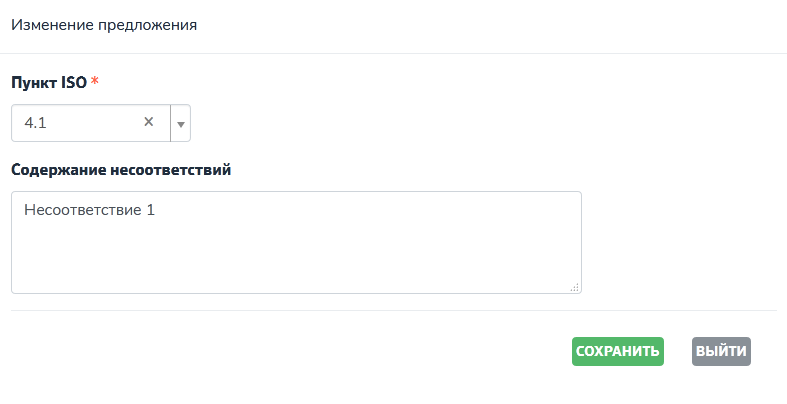 Изменение предложения
Пункт ISO *
4.1
Содержание несоответствий
Несоответствие 1
СОХРАНИТЬ ВЫЙТИ